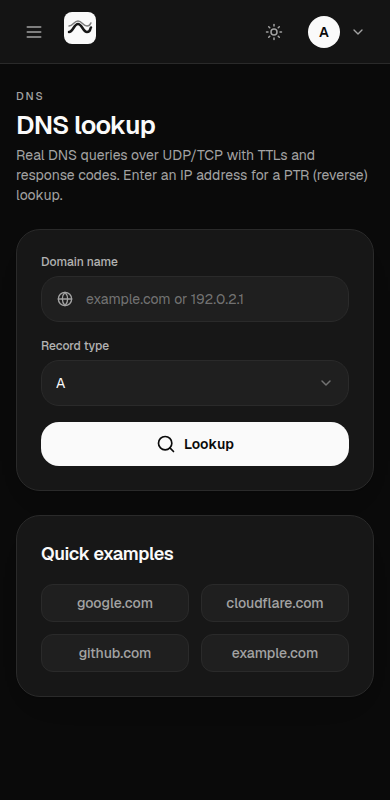 A
DNS
DNS lookup
Real DNS queries over UDP/TCP with TTLs and
response codes. Enter an IP address for a PTR (reverse)
lookup.
Domain name
example.com or 192.0.2.1
Record type
A
Lookup
Quick examples
google.com
cloudflare.com
github.com
example.com